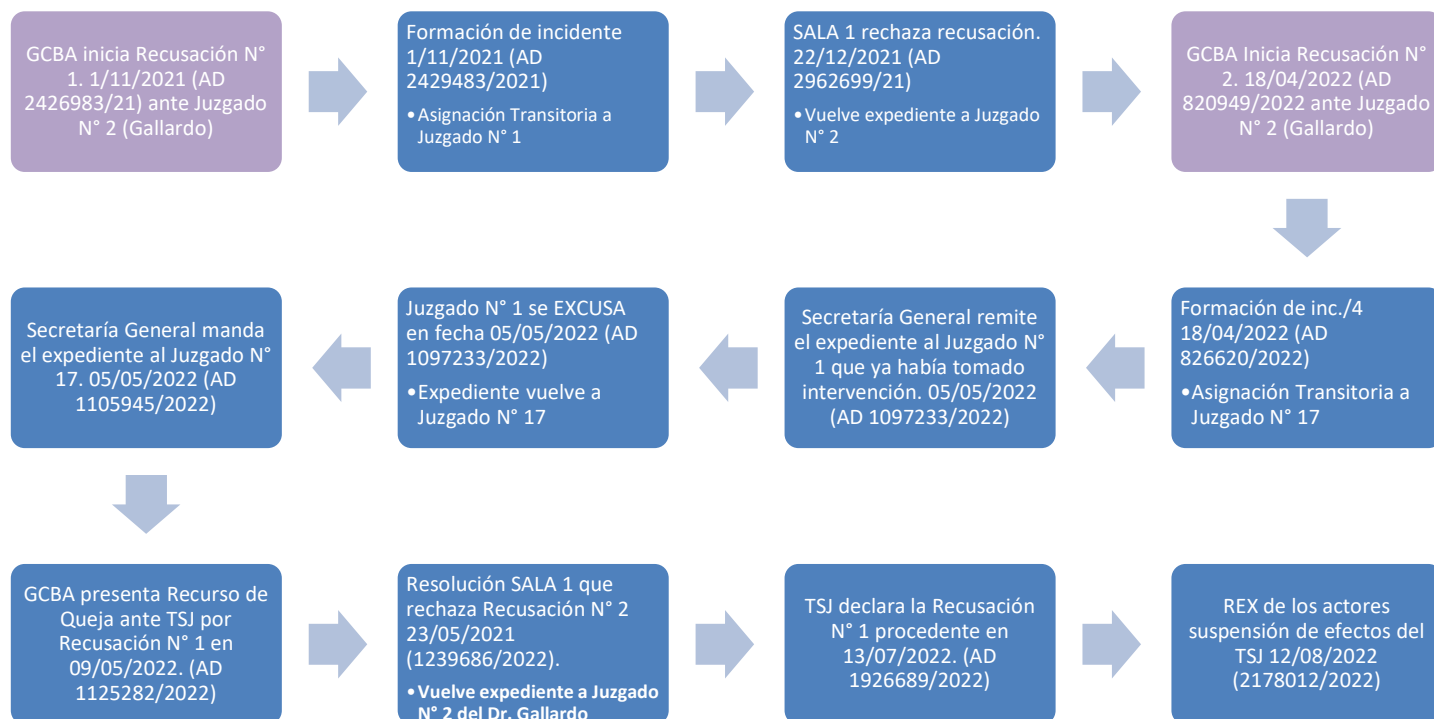 GCBA inicia Recusación N°
1. 1/11/2021 (AD
2426983/21) ante Juzgado
N° 2 (Gallardo)
Formación de incidente
1/11/2021 (AD
2429483/2021)
•Asignación Transitoria a
Juzgado N° 1
SALA 1 rechaza recusación.
22/12/2021 (AD
2962699/21)
•Vuelve expediente a Juzgado
N° 2
GCBA Inicia Recusación N°
2. 18/04/2022 (AD
820949/2022 ante Juzgado
N° 2 (Gallardo)
Formación de inc./4
18/04/2022 (AD
826620/2022)
•Asignación Transitoria a
Juzgado N° 17
Secretaría General remite
el expediente al Juzgado N°
1 que ya había tomado
intervención. 05/05/2022
(AD 1097233/2022)
Juzgado N° 1 se EXCUSA
en fecha 05/05/2022 (AD
1097233/2022)
•Expediente vuelve a
Juzgado N° 17
Secretaría General manda
el expediente al Juzgado N°
17. 05/05/2022 (AD
1105945/2022)
GCBA presenta Recurso de
Queja ante TSJ por
Recusación N° 1 en
09/05/2022. (AD
1125282/2022)
Resolución SALA 1 que
rechaza Recusación N° 2
23/05/2021
(1239686/2022).
•Vuelve expediente a Juzgado
N° 2 del Dr. Gallardo
TSJ declara la Recusación
N° 1 procedente en
13/07/2022. (AD
1926689/2022)
REX de los actores
suspensión de efectos del
TSJ 12/08/2022
(2178012/2022)